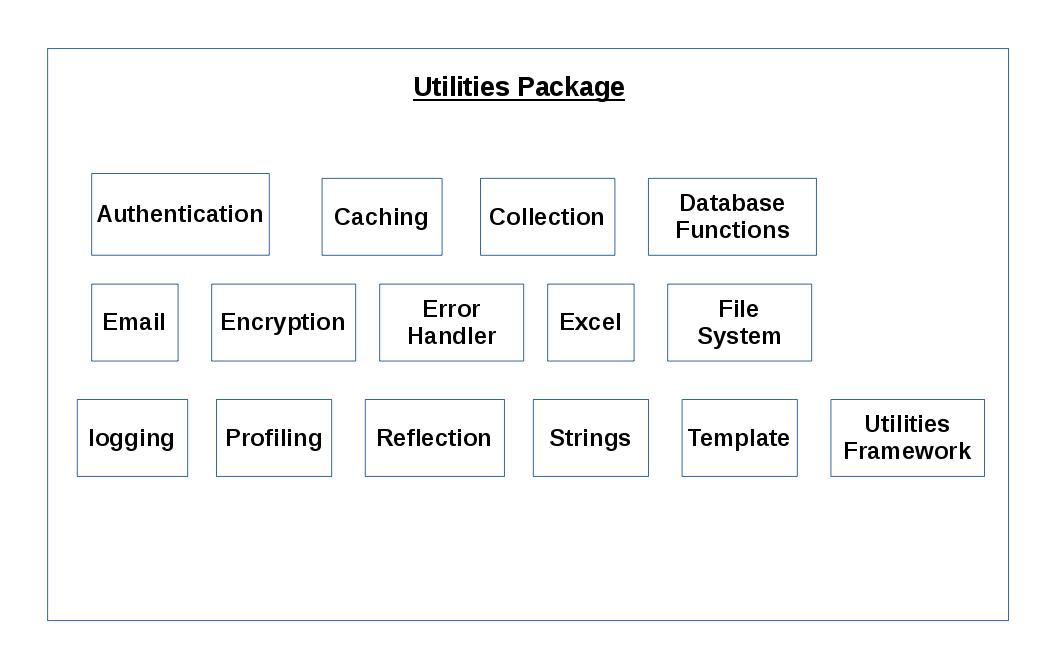 Utilities Package
Authentication
Caching
Collection
Database
Functions
Email
Encryption
Error
Handler
Excel
File
System
logging
Profiling
Reflection
Strings
Template
Utilities
Framework